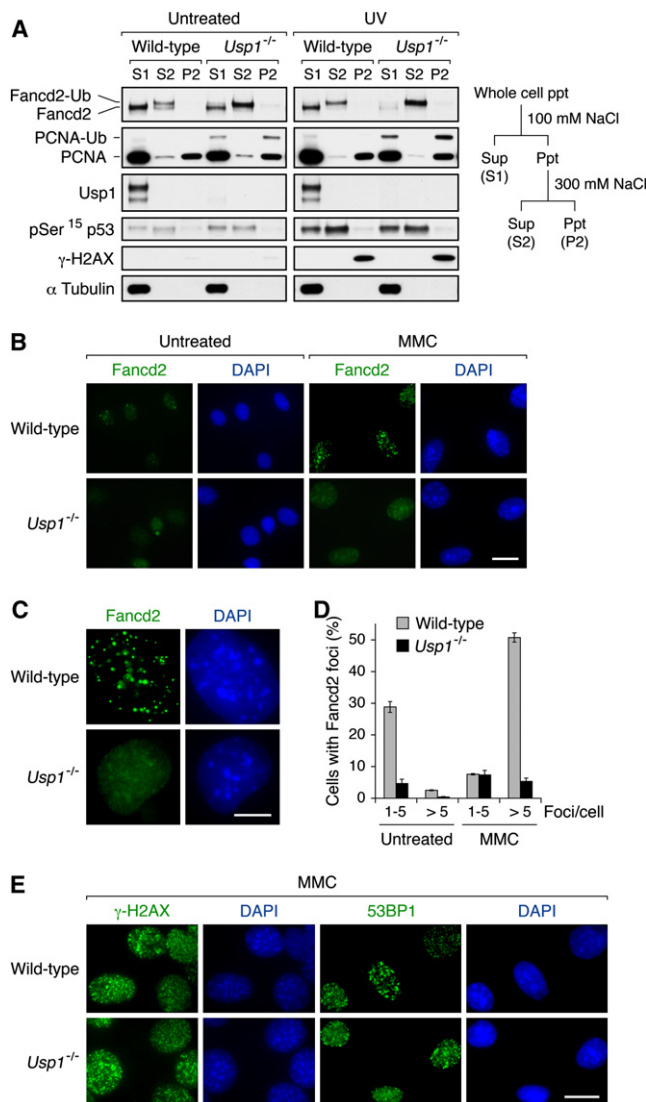 A
Untreated
UV
Wild-type
Usp1-/-
Wild-type
Usp1-/-
S1 S2 P2 S1 S2 P2
S1 S2 P2 S1 S2 P2
Fancd2-Ub
Fancd2
PCNA-Ub
PCNA
Usp1
pSer 15 p53
γ-H2AX
α Tubulin
Whole cell ppt
100 mM NaCl
Sup
(S1)
Ppt
300 mM NaCl
Sup
(S2)
Ppt
(P2)
B
Untreated
MMC
Fancd2
DAPI
Fancd2
DAPI
Wild-type
Usp1-/-
C
Fancd2
DAPI
Wild-type
Usp1-/-
D
Wild-type
Usp1-/-
Cells with Fancd2 foci (%)
50
40
30
20
10
0
1-5 > 5 1-5 > 5 Foci/cell
Untreated
MMC
E
MMC
γ-H2AX
DAPI
53BP1
DAPI
Wild-type
Usp1-/-